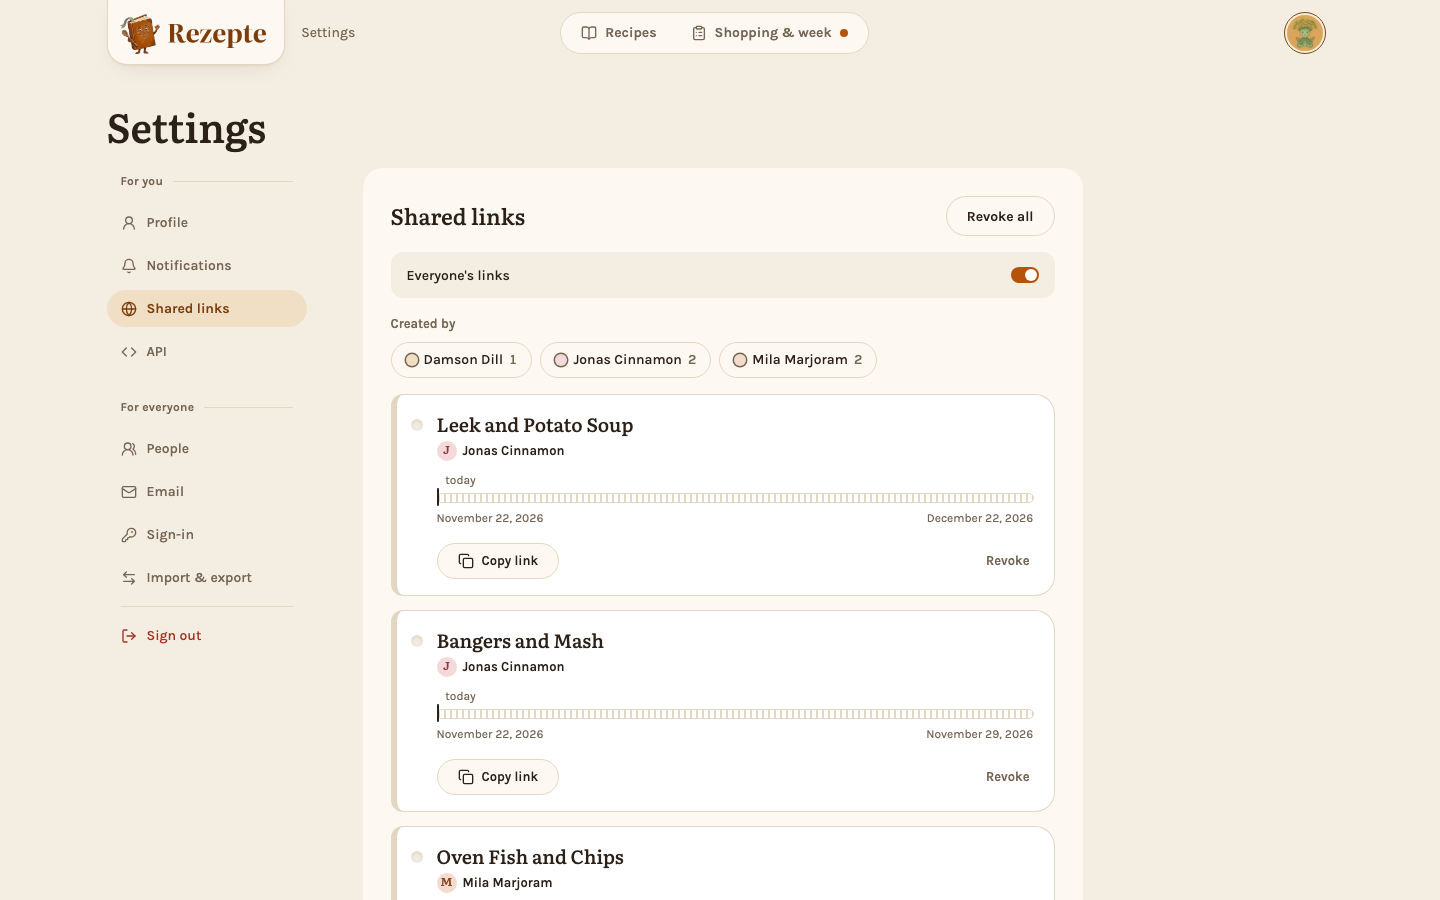 Rezepte
Settings
Recipes
Shopping & week
Settings
For you
Profile
Notifications
Shared links
API
For everyone
People
Email
Sign-in
Import & export
Sign out
Shared links
Revoke all
Everyone's links
Created by
Damson Dill 1
Jonas Cinnamon 2
Mila Marjoram 2
Leek and Potato Soup
J Jonas Cinnamon
today
November 22, 2026
December 22, 2026
Copy link
Revoke
Bangers and Mash
J Jonas Cinnamon
today
November 22, 2026
November 29, 2026
Copy link
Revoke
Oven Fish and Chips
M Mila Marjoram